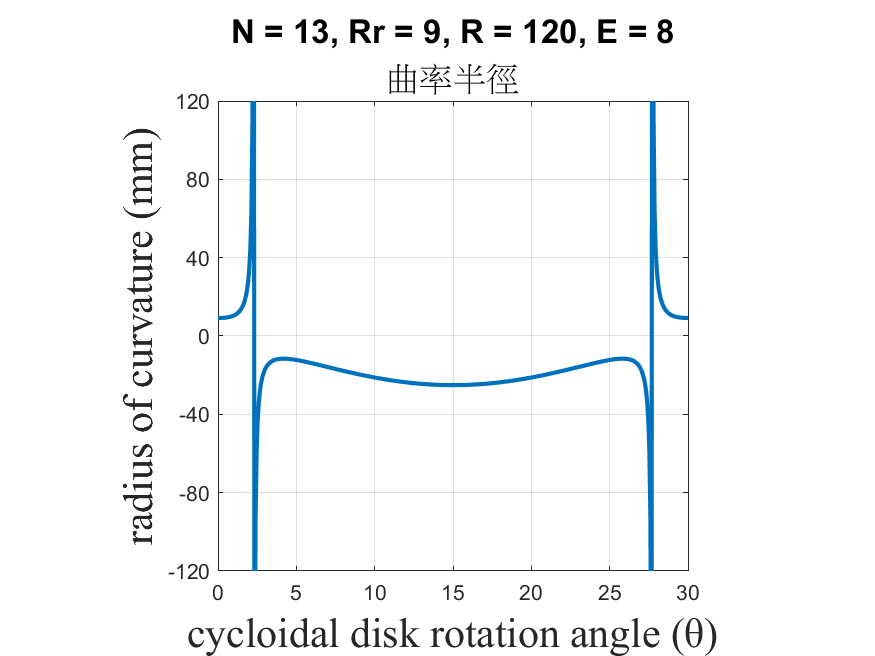 N = 13, Rr = 9, R = 120, E = 8
曲率半徑
radius of curvature (mm)
120
80
40
0
-40
-80
-120
0 5 10 15 20 25 30
cycloidal disk rotation angle (θ)